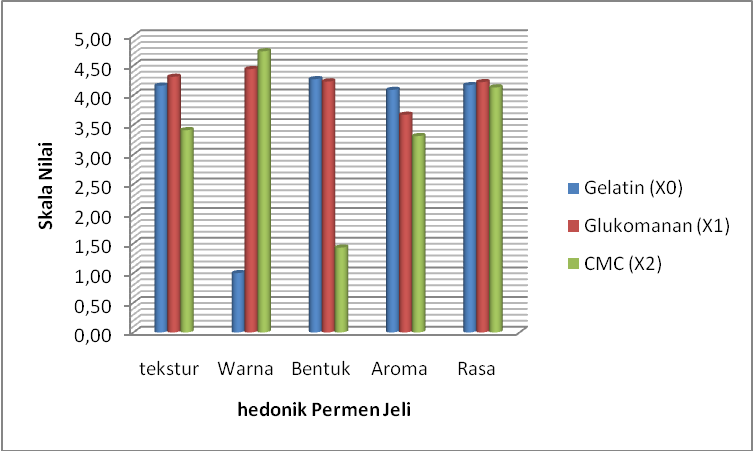 5,00
4,50
4,00
3,50
3,00
2,50
2,00
1,50
1,00
0,50
0,00
Skala Nilai
tekstur Warna Bentuk Aroma Rasa
hedonik Permen Jeli
Gelatin (X0)
Glukomanan (X1)
CMC (X2)